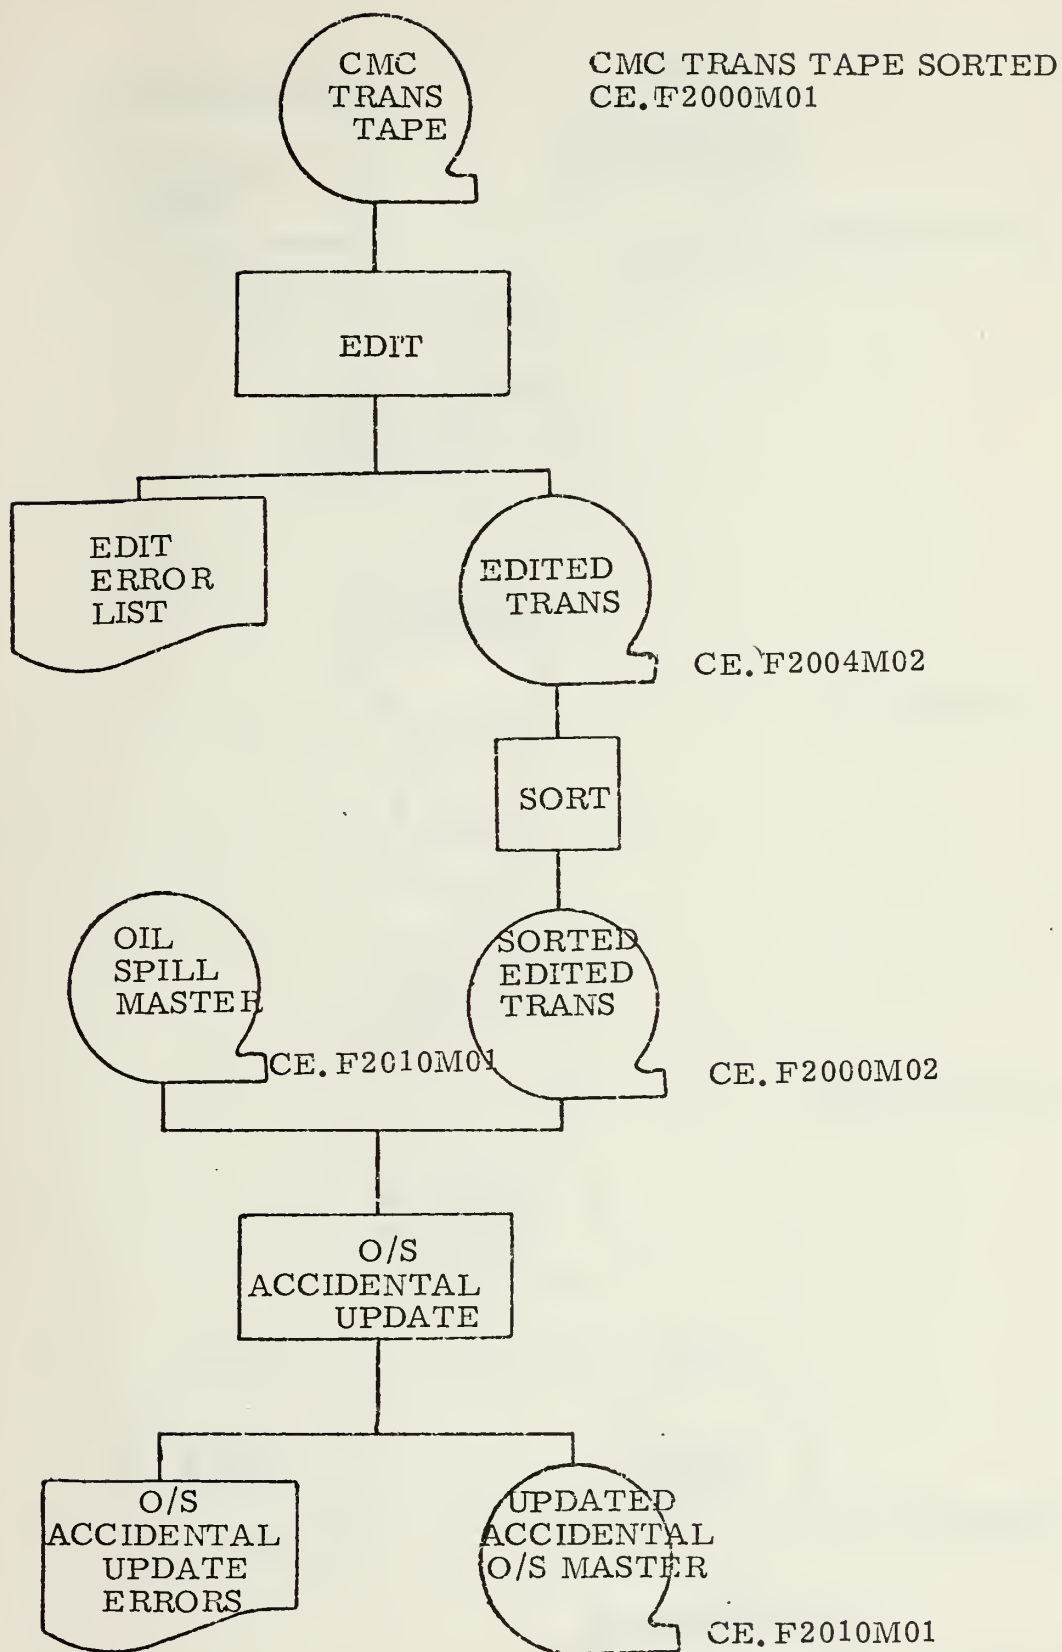 CMC
TRANS
TAPE
CMC TRANS TAPE SORTED
CE.F2000M01
EDIT
EDIT
ERROR
LIST
EDITED
TRANS
CE.F2004M02
SORT
OIL
SPILL
MASTER
CE.F2010M01
SORTED
EDITED
TRANS
CE.F2000M02
O/S
ACCIDENTAL
UPDATE
O/S
ACCIDENTAL
UPDATE
ERRORS
UPDATED
ACCIDENTAL
O/S MASTER
CE.F2010M01